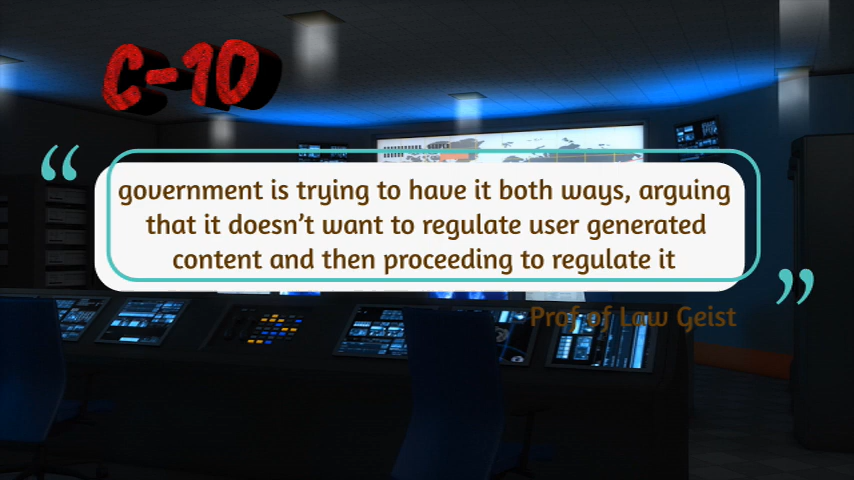 C-10
“
government is trying to have it both ways, arguing
that it doesn’t want to regulate user generated
content and then proceeding to regulate it
”
Prof of Law Geist